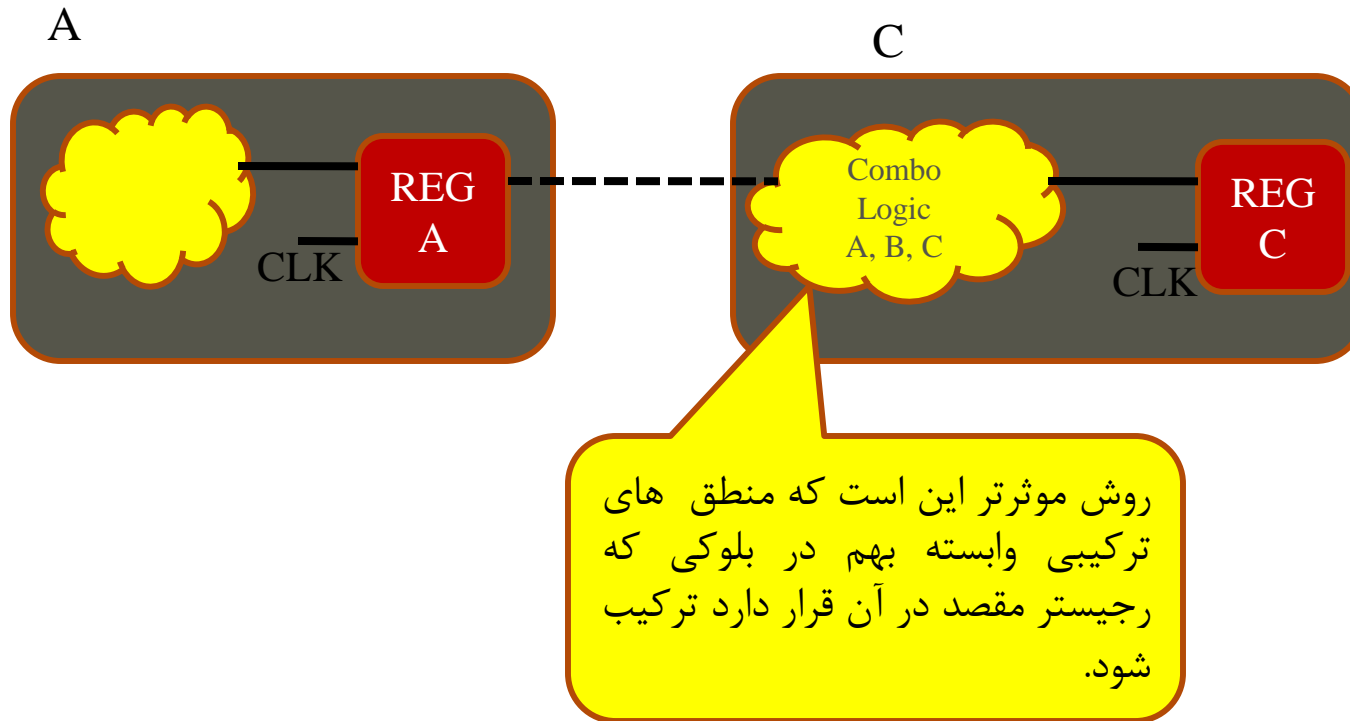 A
C
REG
A
CLK
Combo
Logic
A, B, C
REG
C
CLK
روش موثرتر این است که منطق های
ترکیبی وابسته بهم در بلوکی که
رجیستر مقصد در آن قرار دارد ترکیب
شود.